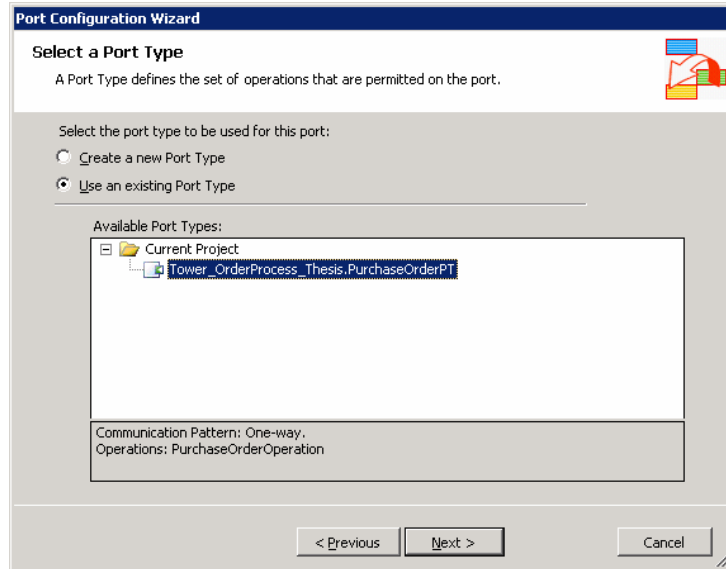 Port Configuration Wizard
Select a Port Type
A Port Type defines the set of operations that are permitted on the port.
Select the port type to be used for this port:
Create a new Port Type
Use an existing Port Type
Available Port Types:
Current Project
Tower_OrderProcess_Thesis.PurchaseOrderPT
Communication Pattern: One-way.
Operations: PurchaseOrderOperation
< Previous Next > Cancel